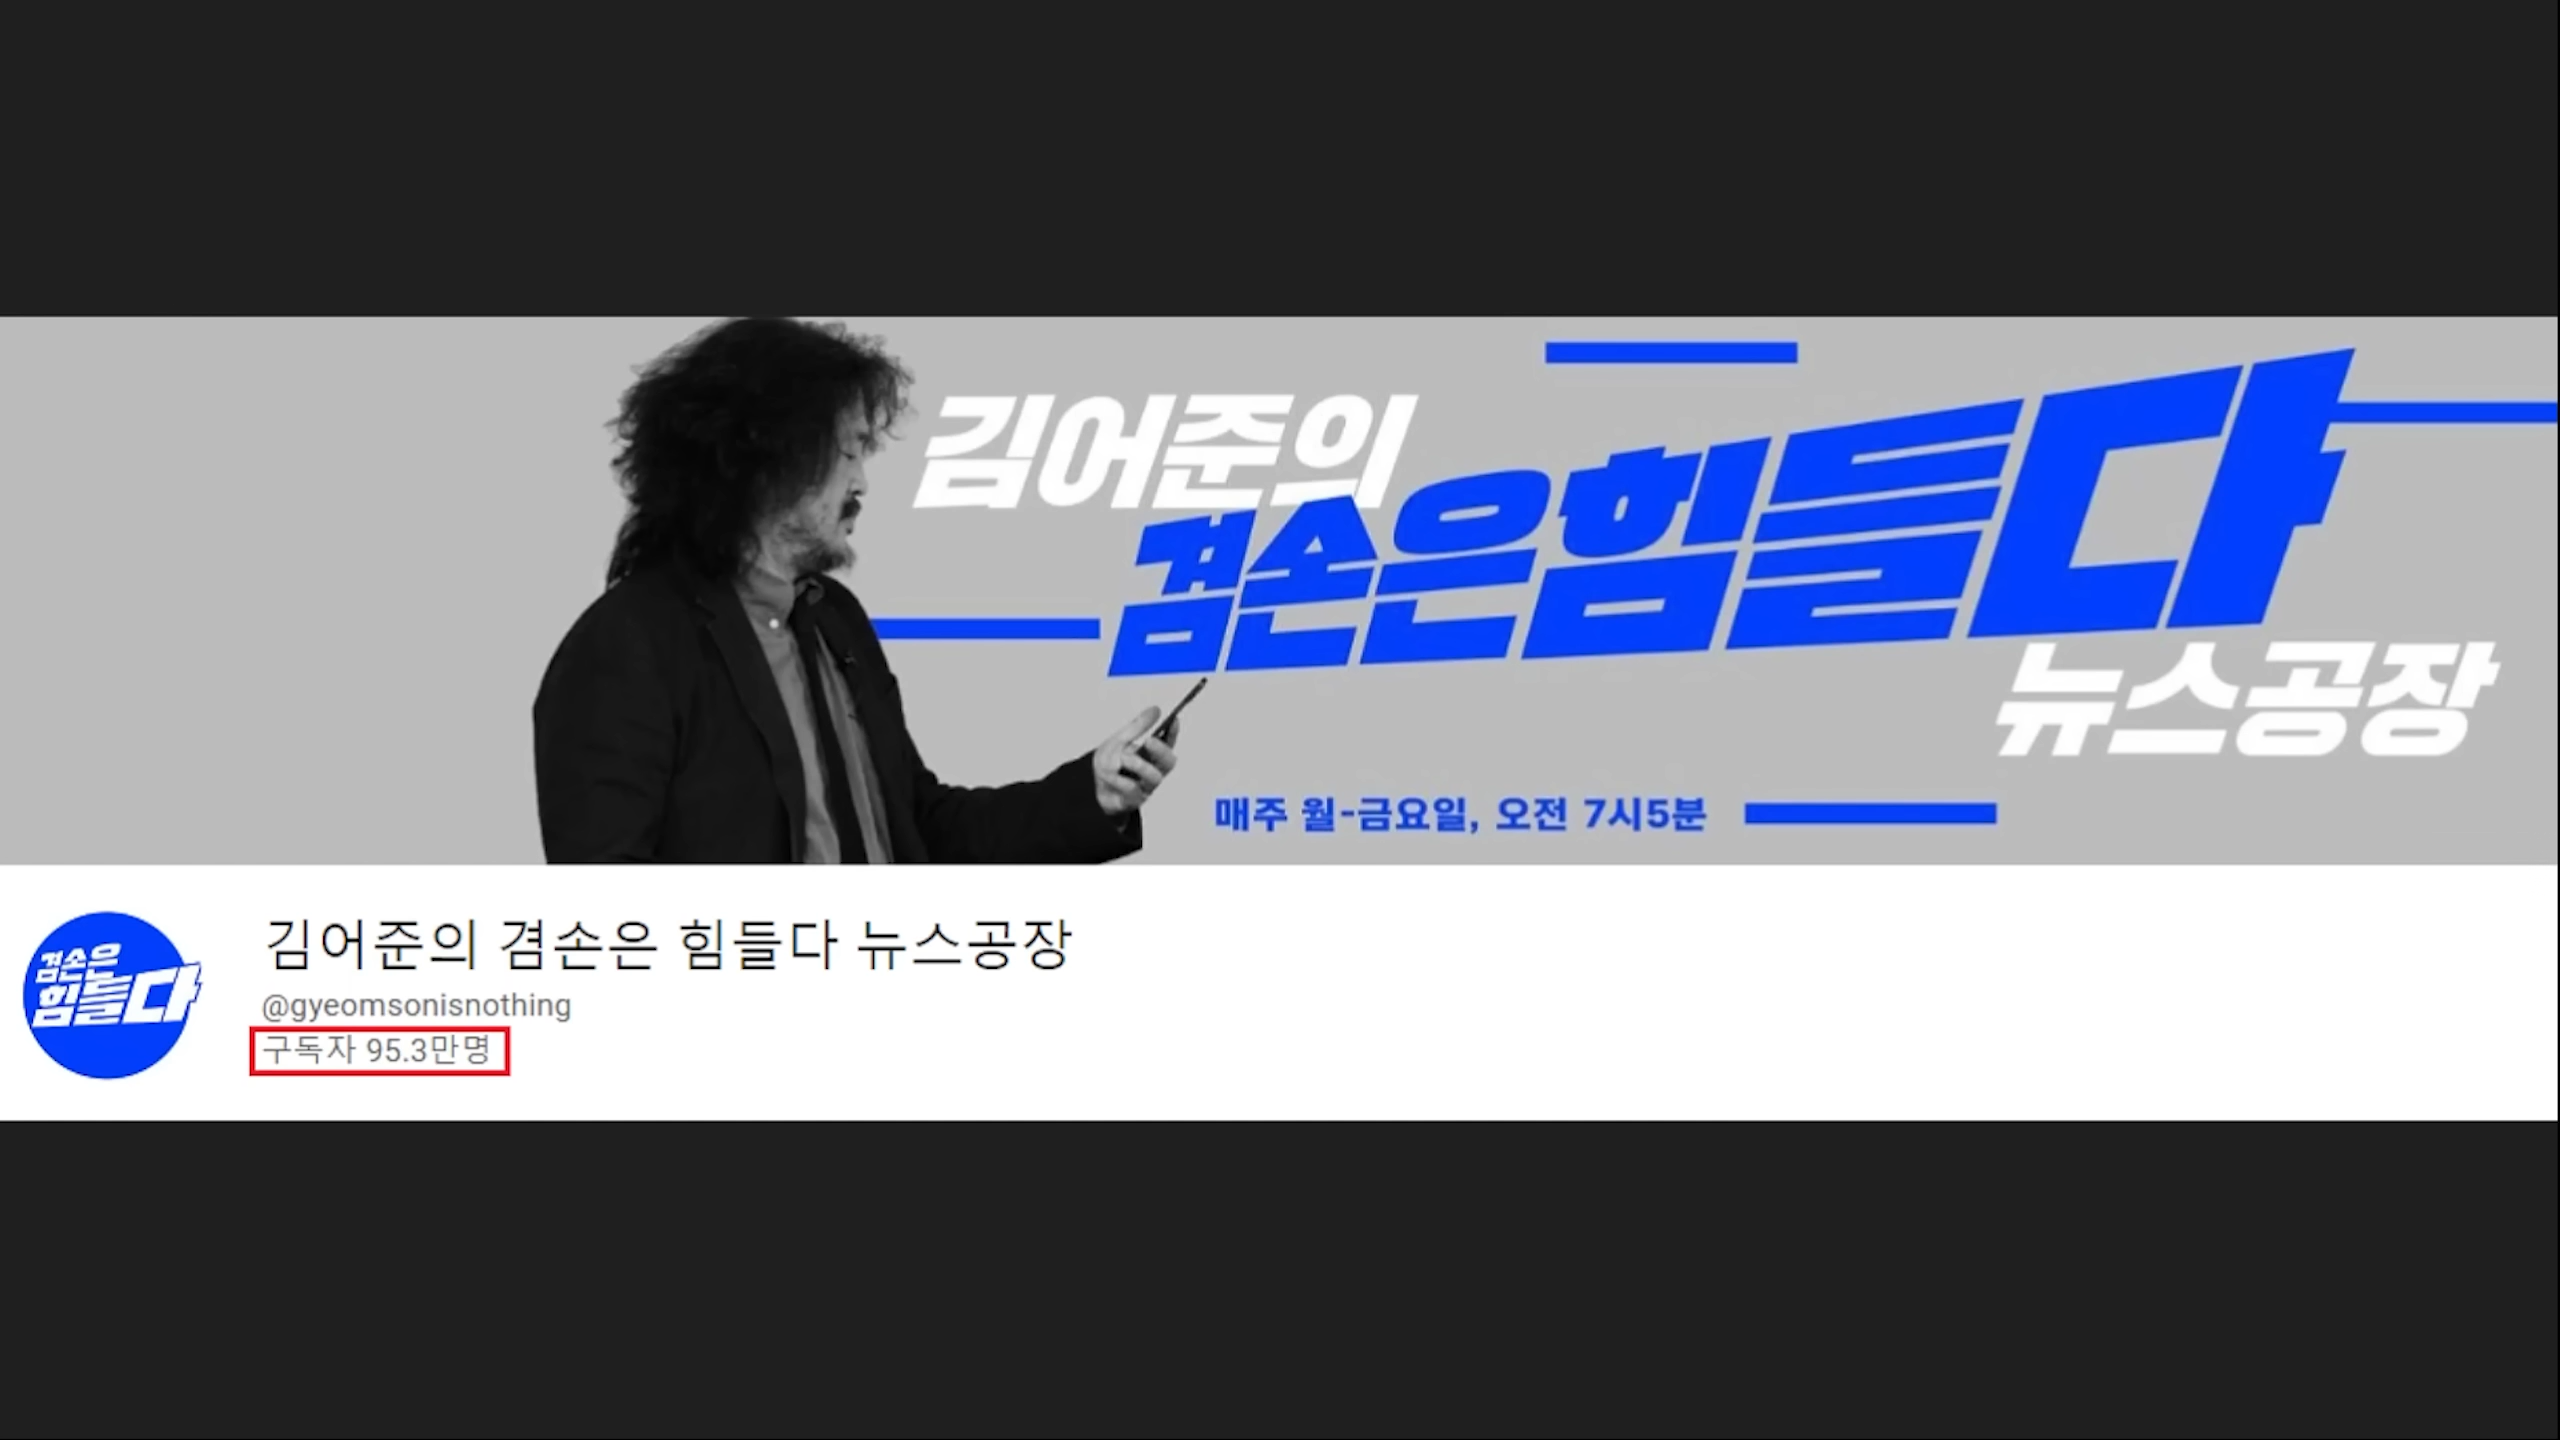 김어준의
겸손은힘들다
뉴스공장
매주 월-금요일, 오전 7시5분
겸손은
힘들다
김어준의 겸손은 힘들다 뉴스공장
@gyeomsonisnothing
구독자 95.3만명